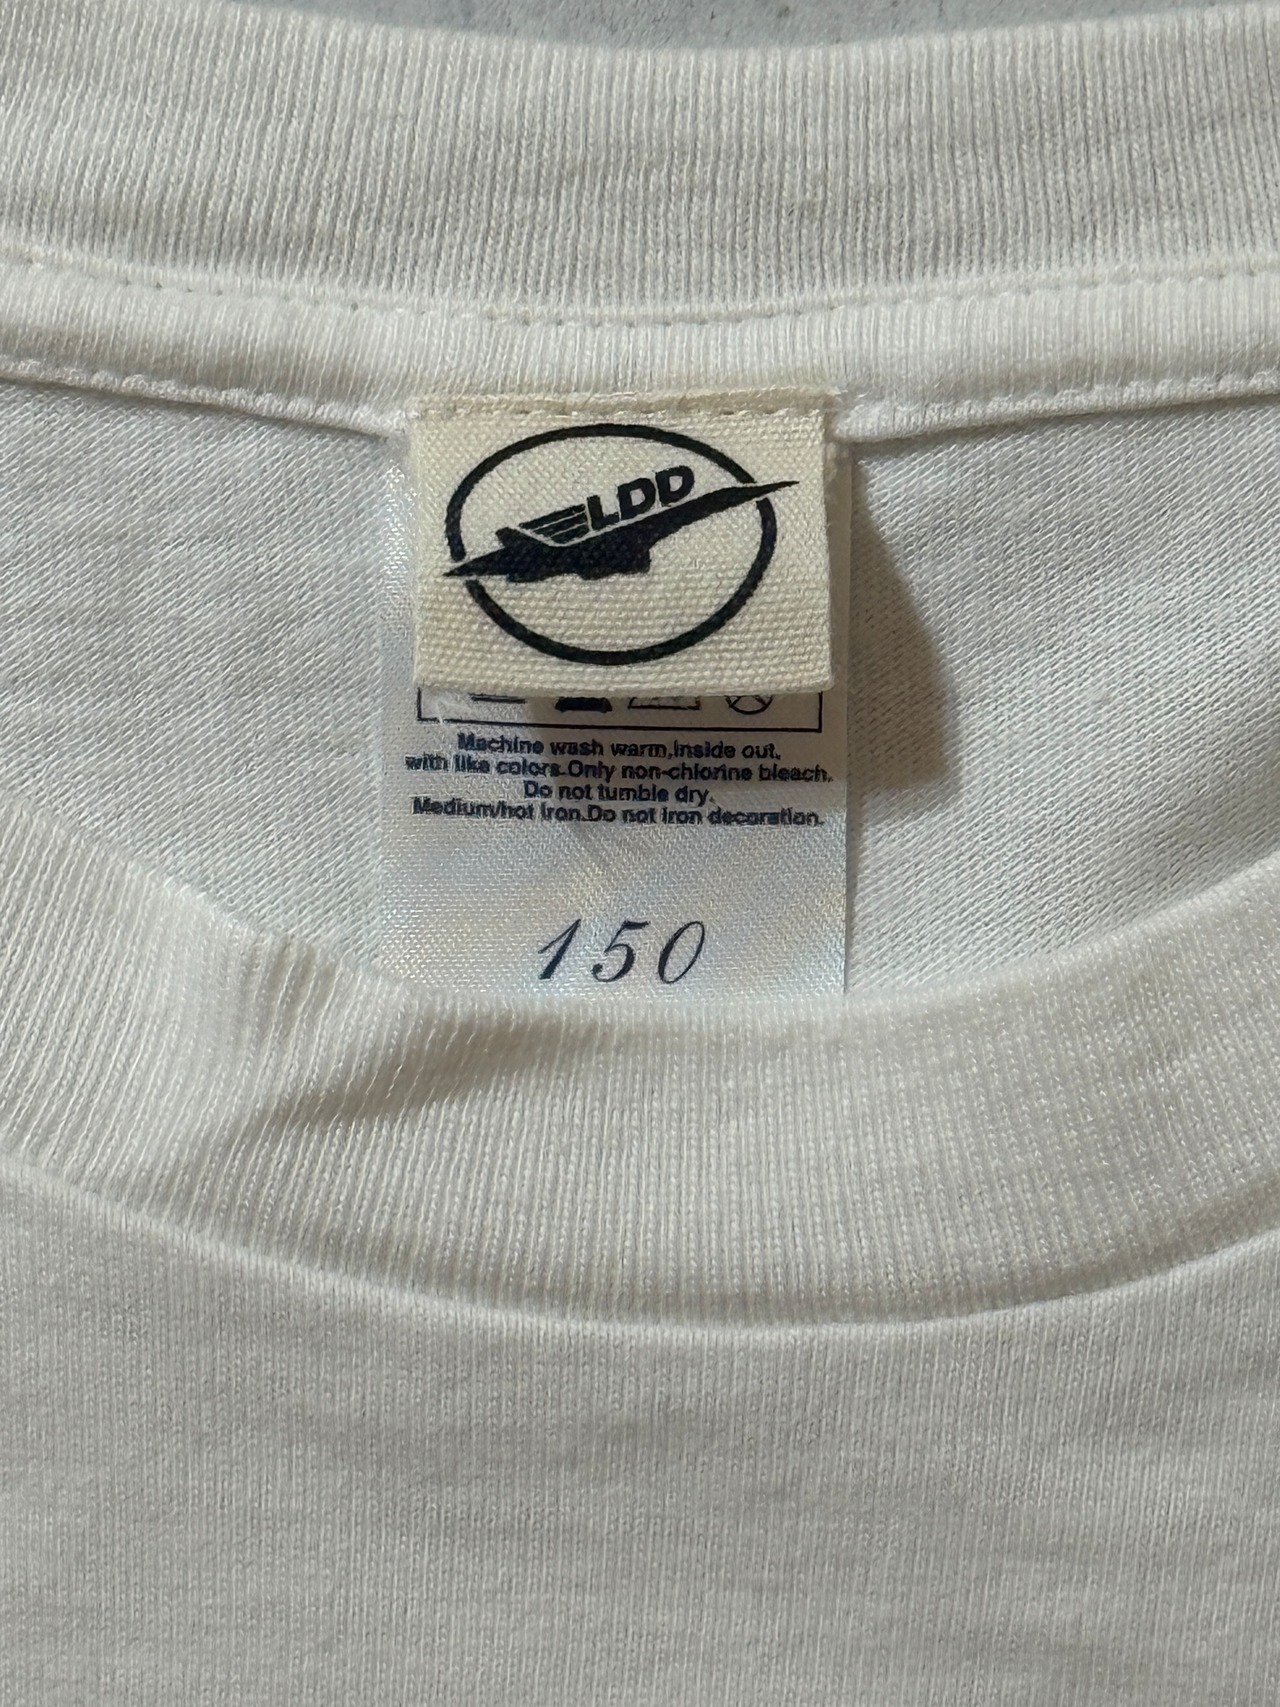 LDD
Machine wash warm,inside out,
with like colors.Only non-chlorine bleach.
Do not tumble dry.
Medium/hot iron.Do not iron decoration.
150